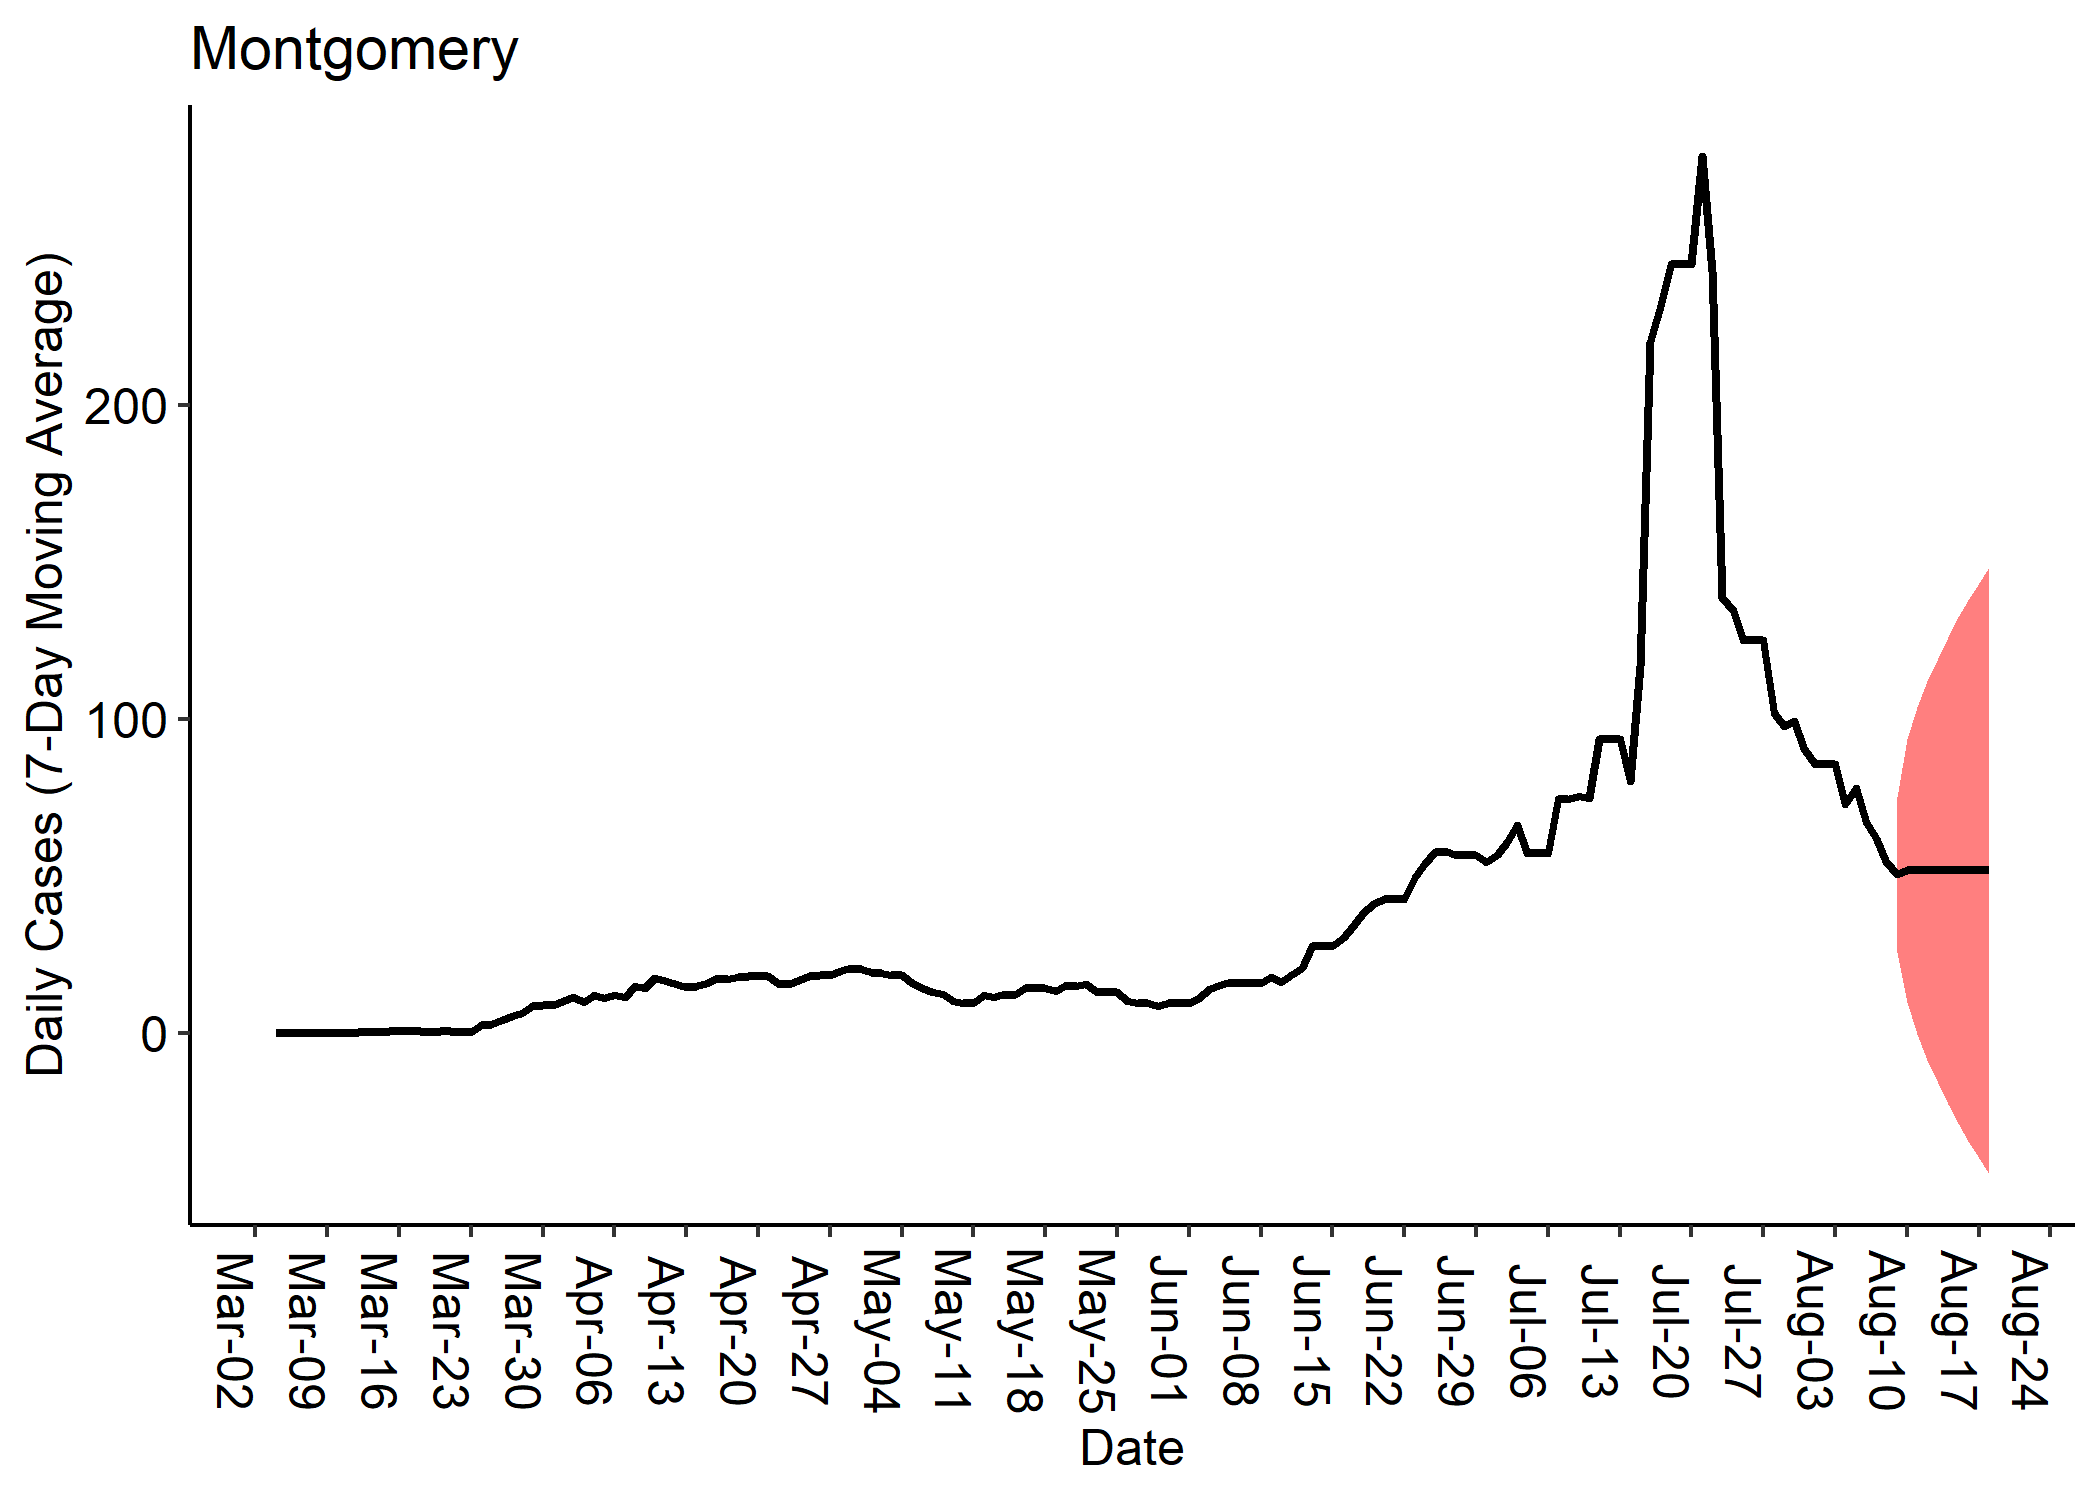 Montgomery
Daily Cases (7-Day Moving Average)
200
100
0
Mar-02
Mar-09
Mar-16
Mar-23
Mar-30
Apr-06
Apr-13
Apr-20
Apr-27
May-04
May-11
May-18
May-25
Jun-01
Jun-08
Jun-15
Jun-22
Jun-29
Jul-06
Jul-13
Jul-20
Jul-27
Aug-03
Aug-10
Aug-17
Aug-24
Date